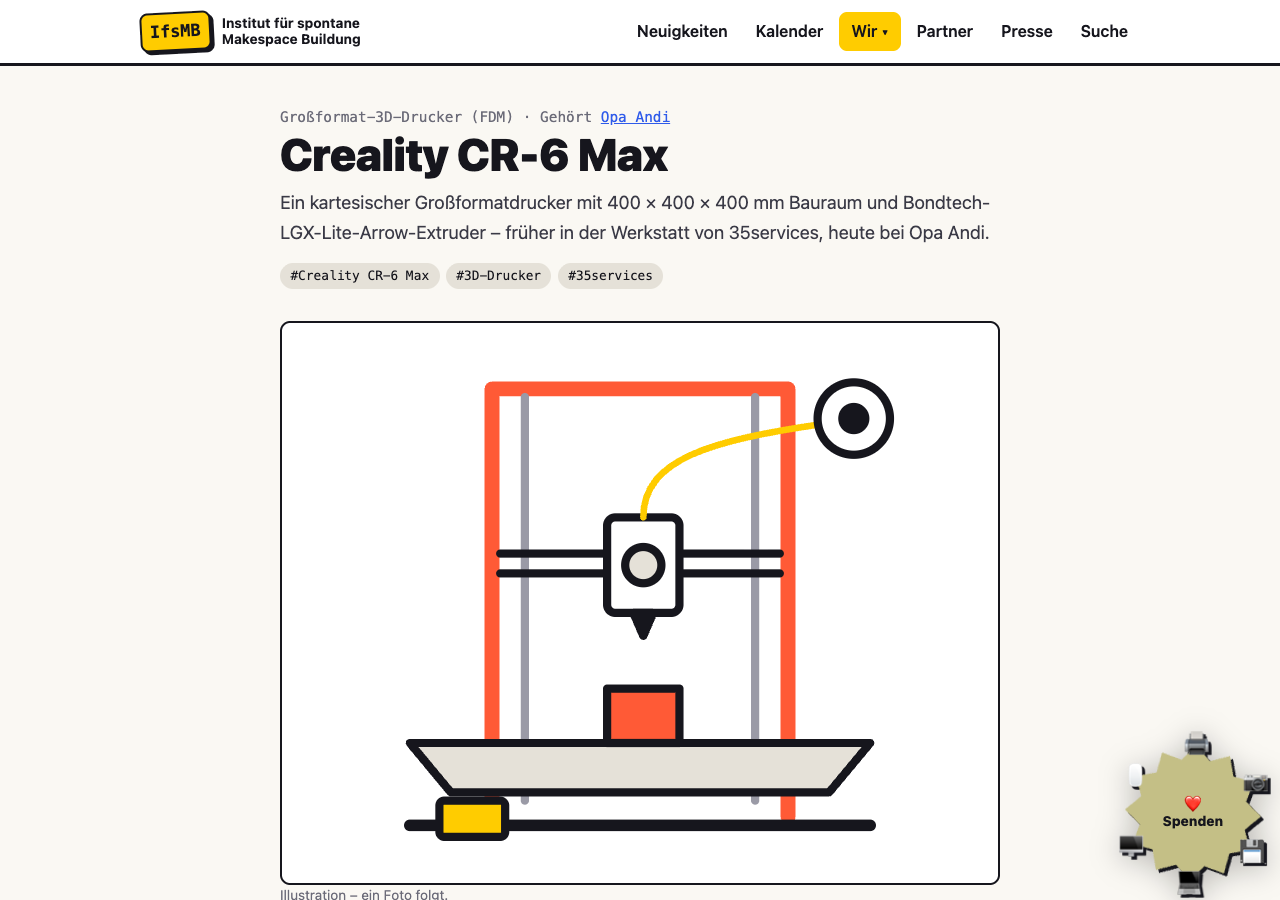 IfsMB
Institut für spontane
Makespace Buildung
Neuigkeiten
Kalender
Wir ▾
Partner
Presse
Suche
Großformat-3D-Drucker (FDM) · Gehört Opa Andi
Creality CR-6 Max
Ein kartesischer Großformatdrucker mit 400 × 400 × 400 mm Bauraum und Bondtech-
LGX-Lite-Arrow-Extruder – früher in der Werkstatt von 35services, heute bei Opa Andi.
#Creality CR-6 Max
#3D-Drucker
#35services
Spenden
Illustration – ein Foto folgt.